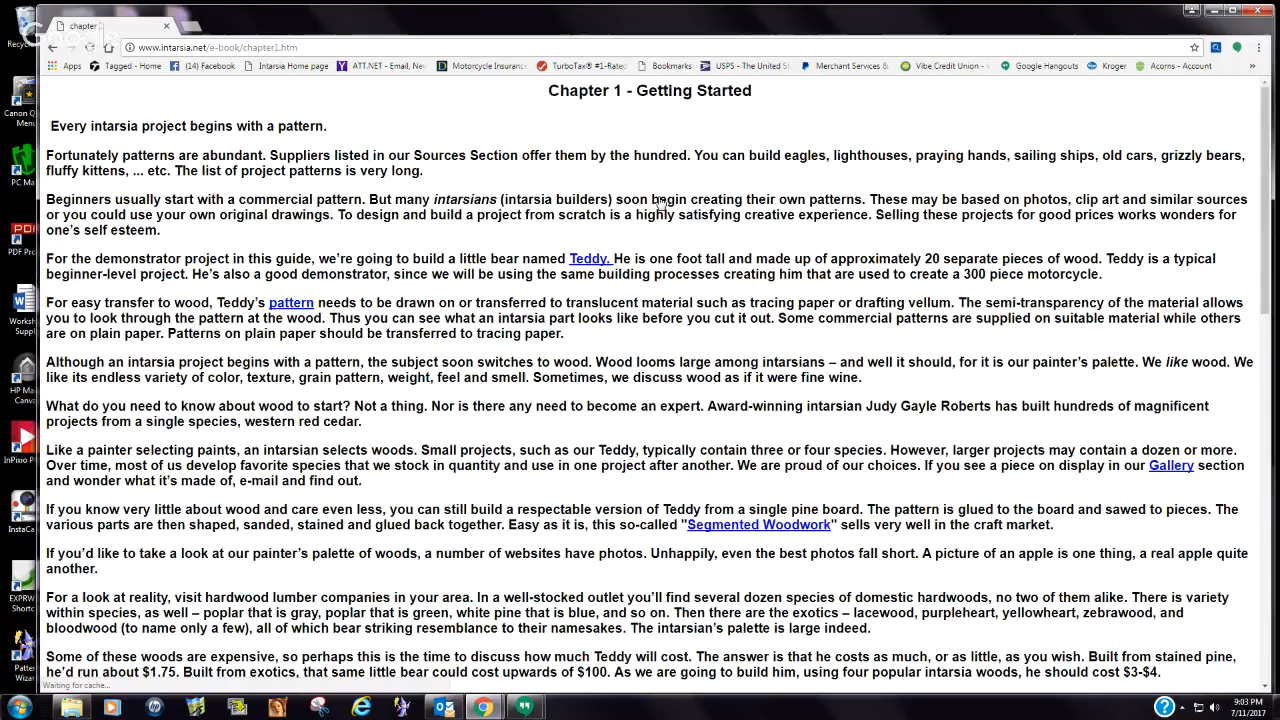 chapter
Google
www.intarsia.net/e-book/chapter1.htm
Apps
Tagged - Home
(14) Facebook
Intarsia Home page
ATT.NET - Email, Nev
Motorcycle Insurance
TurboTax® #1-Rated
Bookmarks
USPS - The United St
Merchant Services &
Vibe Credit Union -
Google Hangouts
Kroger
Acorns - Account
»
Chapter 1 - Getting Started
Every intarsia project begins with a pattern.
Fortunately patterns are abundant. Suppliers listed in our Sources Section offer them by the hundred. You can build eagles, lighthouses, praying hands, sailing ships, old cars, grizzly bears,
fluffy kittens, ... etc. The list of project patterns is very long.
Beginners usually start with a commercial pattern. But many intarsians (intarsia builders) soon begin creating their own patterns. These may be based on photos, clip art and similar sources
or you could use your own original drawings. To design and build a project from scratch is a highly satisfying creative experience. Selling these projects for good prices works wonders for
one's self esteem.
For the demonstrator project in this guide, we're going to build a little bear named Teddy. He is one foot tall and made up of approximately 20 separate pieces of wood. Teddy is a typical
beginner-level project. He's also a good demonstrator, since we will be using the same building processes creating him that are used to create a 300 piece motorcycle.
For easy transfer to wood, Teddy's pattern needs to be drawn on or transferred to translucent material such as tracing paper or drafting vellum. The semi-transparency of the material allows
you to look through the pattern at the wood. Thus you can see what an intarsia part looks like before you cut it out. Some commercial patterns are supplied on suitable material while others
are on plain paper. Patterns on plain paper should be transferred to tracing paper.
Although an intarsia project begins with a pattern, the subject soon switches to wood. Wood looms large among intarsians – and well it should, for it is our painter's palette. We like wood. We
like its endless variety of color, texture, grain pattern, weight, feel and smell. Sometimes, we discuss wood as if it were fine wine.
What do you need to know about wood to start? Not a thing. Nor is there any need to become an expert. Award-winning intarsian Judy Gayle Roberts has built hundreds of magnificent
projects from a single species, western red cedar.
Like a painter selecting paints, an intarsian selects woods. Small projects, such as our Teddy, typically contain three or four species. However, larger projects may contain a dozen or more.
Over time, most of us develop favorite species that we stock in quantity and use in one project after another. We are proud of our choices. If you see a piece on display in our Gallery section
and wonder what it's made of, e-mail and find out.
If you know very little about wood and care even less, you can still build a respectable version of Teddy from a single pine board. The pattern is glued to the board and sawed to pieces. The
various parts are then shaped, sanded, stained and glued back together. Easy as it is, this so-called "Segmented Woodwork" sells very well in the craft market.
If you'd like to take a look at our painter's palette of woods, a number of websites have photos. Unhappily, even the best photos fall short. A picture of an apple is one thing, a real apple quite
another.
For a look at reality, visit hardwood lumber companies in your area. In a well-stocked outlet you'll find several dozen species of domestic hardwoods, no two of them alike. There is variety
within species, as well – poplar that is gray, poplar that is green, white pine that is blue, and so on. Then there are the exotics – lacewood, purpleheart, yellowheart, zebrawood, and
bloodwood (to name only a few), all of which bear striking resemblance to their namesakes. The intarsian's palette is large indeed.
Some of these woods are expensive, so perhaps this is the time to discuss how much Teddy will cost. The answer is that he costs as much, or as little, as you wish. Built from stained pine,
he'd run about $1.75. Built from exotics, that same little bear could cost upwards of $100. As we are going to build him, using four popular intarsia woods, he should cost $3-$4.
Waiting for cache...
Recyc
Canon Q
Menu
PC Ma
PDF Pro
Worksh
Suppl
HP Ma
Canva
InPixio P
InstaCa
EXPRW
Shortc
Patte
Wizar
9:03 PM
7/11/2017